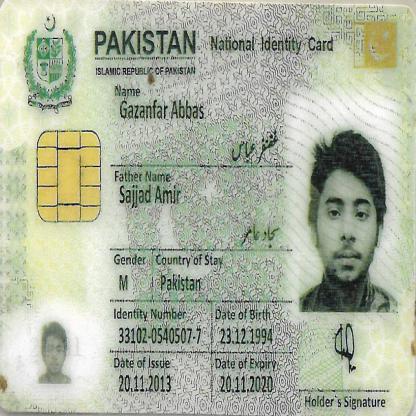 PAKISTAN National Identity Card
ISLAMIC REPUBLIC OF PAKISTAN
Name
Gazanfar Abbas
غضنفر عباس
Father Name
Sajjad Amir
سجاد عامر
Gender Country of Stay
M Pakistan
Identity Number Date of Birth
33102-0540507-7 23.12.1994
Date of Issue Date of Expiry
20.11.2013 20.11.2020
Holder's Signature